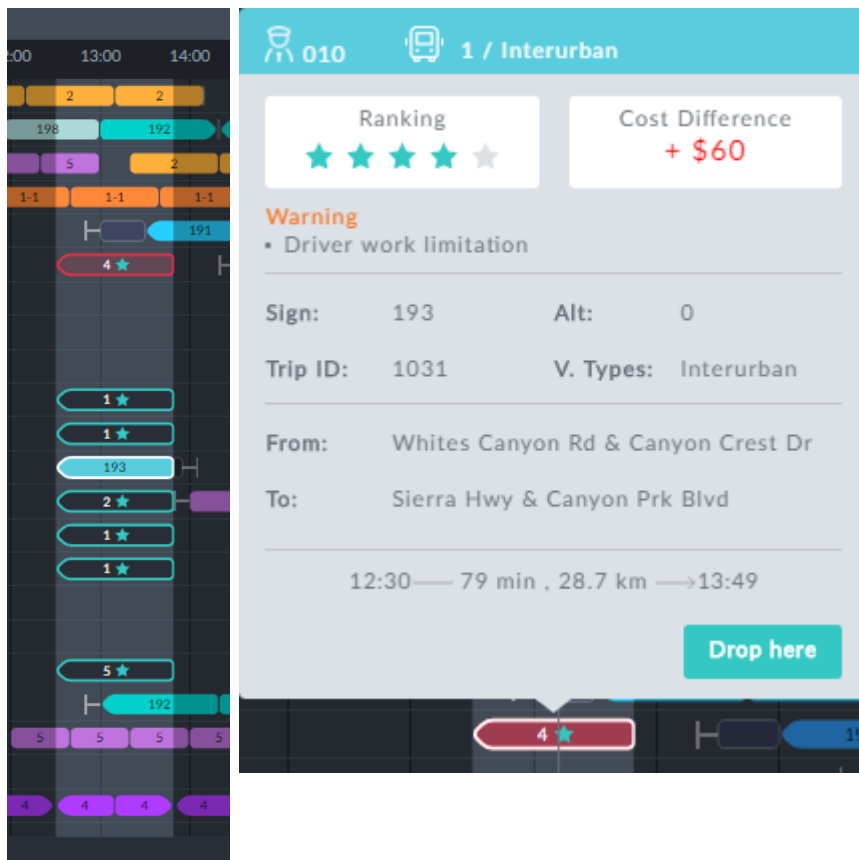 :00 13:00 14:00
2 2
198 192
5 2
1-1 1-1 1-1
191
4
1
1
193
2
1
1
5
192
5 5 5 5
4 4 4 4
010 1 / Interurban
Ranking Cost Difference
+ $60
Warning
• Driver work limitation
Sign: 193 Alt: 0
Trip ID: 1031 V. Types: Interurban
From: Whites Canyon Rd & Canyon Crest Dr
To: Sierra Hwy & Canyon Prk Blvd
12:30 79 min , 28.7 km 13:49
Drop here
4